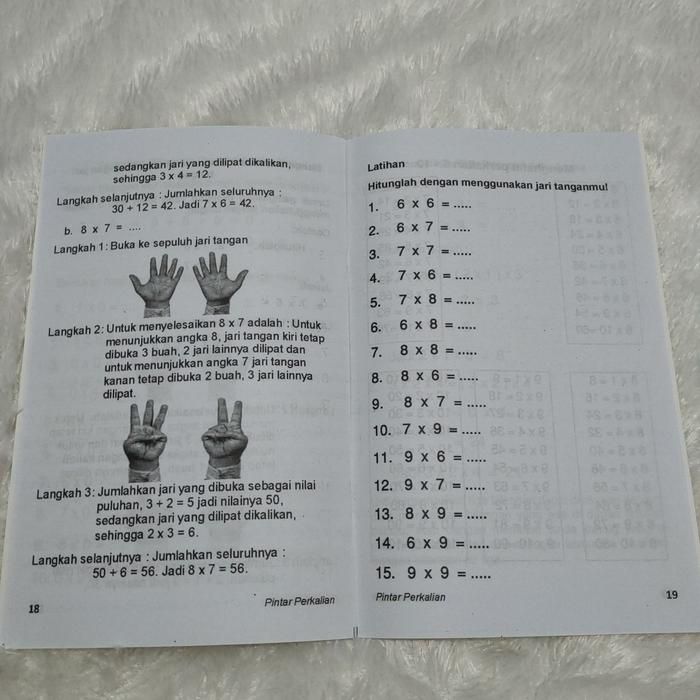 sedangkan jari yang dilipat dikalikan,
sehingga 3 x 4 = 12.
Langkah selanjutnya : Jumlahkan seluruhnya :
30 + 12 = 42. Jadi 7 x 6 = 42.
b. 8 x 7 = ....
Langkah 1 : Buka ke sepuluh jari tangan
Langkah 2: Untuk menyelesaikan 8 x 7 adalah : Untuk
menunjukkan angka 8, jari tangan kiri tetap
dibuka 3 buah, 2 jari lainnya dilipat dan
untuk menunjukkan angka 7 jari tangan
kanan tetap dibuka 2 buah, 3 jari lainnya
dilipat.
Langkah 3: Jumlahkan jari yang dibuka sebagai nilai
puluhan, 3 + 2 = 5 jadi nilainya 50,
sedangkan jari yang dilipat dikalikan,
sehingga 2 x 3 = 6.
Langkah selanjutnya : Jumlahkan seluruhnya :
50 + 6 = 56. Jadi 8 x 7 = 56.
18
Pintar Perkalian
Latihan
Hitunglah dengan menggunakan jari tanganmu!
1. 6 x 6 = .....
2. 6 x 7 = .....
3. 7 x 7 = .....
4. 7 x 6 = .....
5. 7 x 8 = .....
6. 6 x 8 = .....
7. 8 x 8 = .....
8. 8 x 6 = .....
9. 8 x 7 = .....
10. 7 x 9 = .....
11. 9 x 6 = .....
12. 9 x 7 = .....
13. 8 x 9 = .....
14. 6 x 9 = .....
15. 9 x 9 = .....
Pintar Perkalian
19